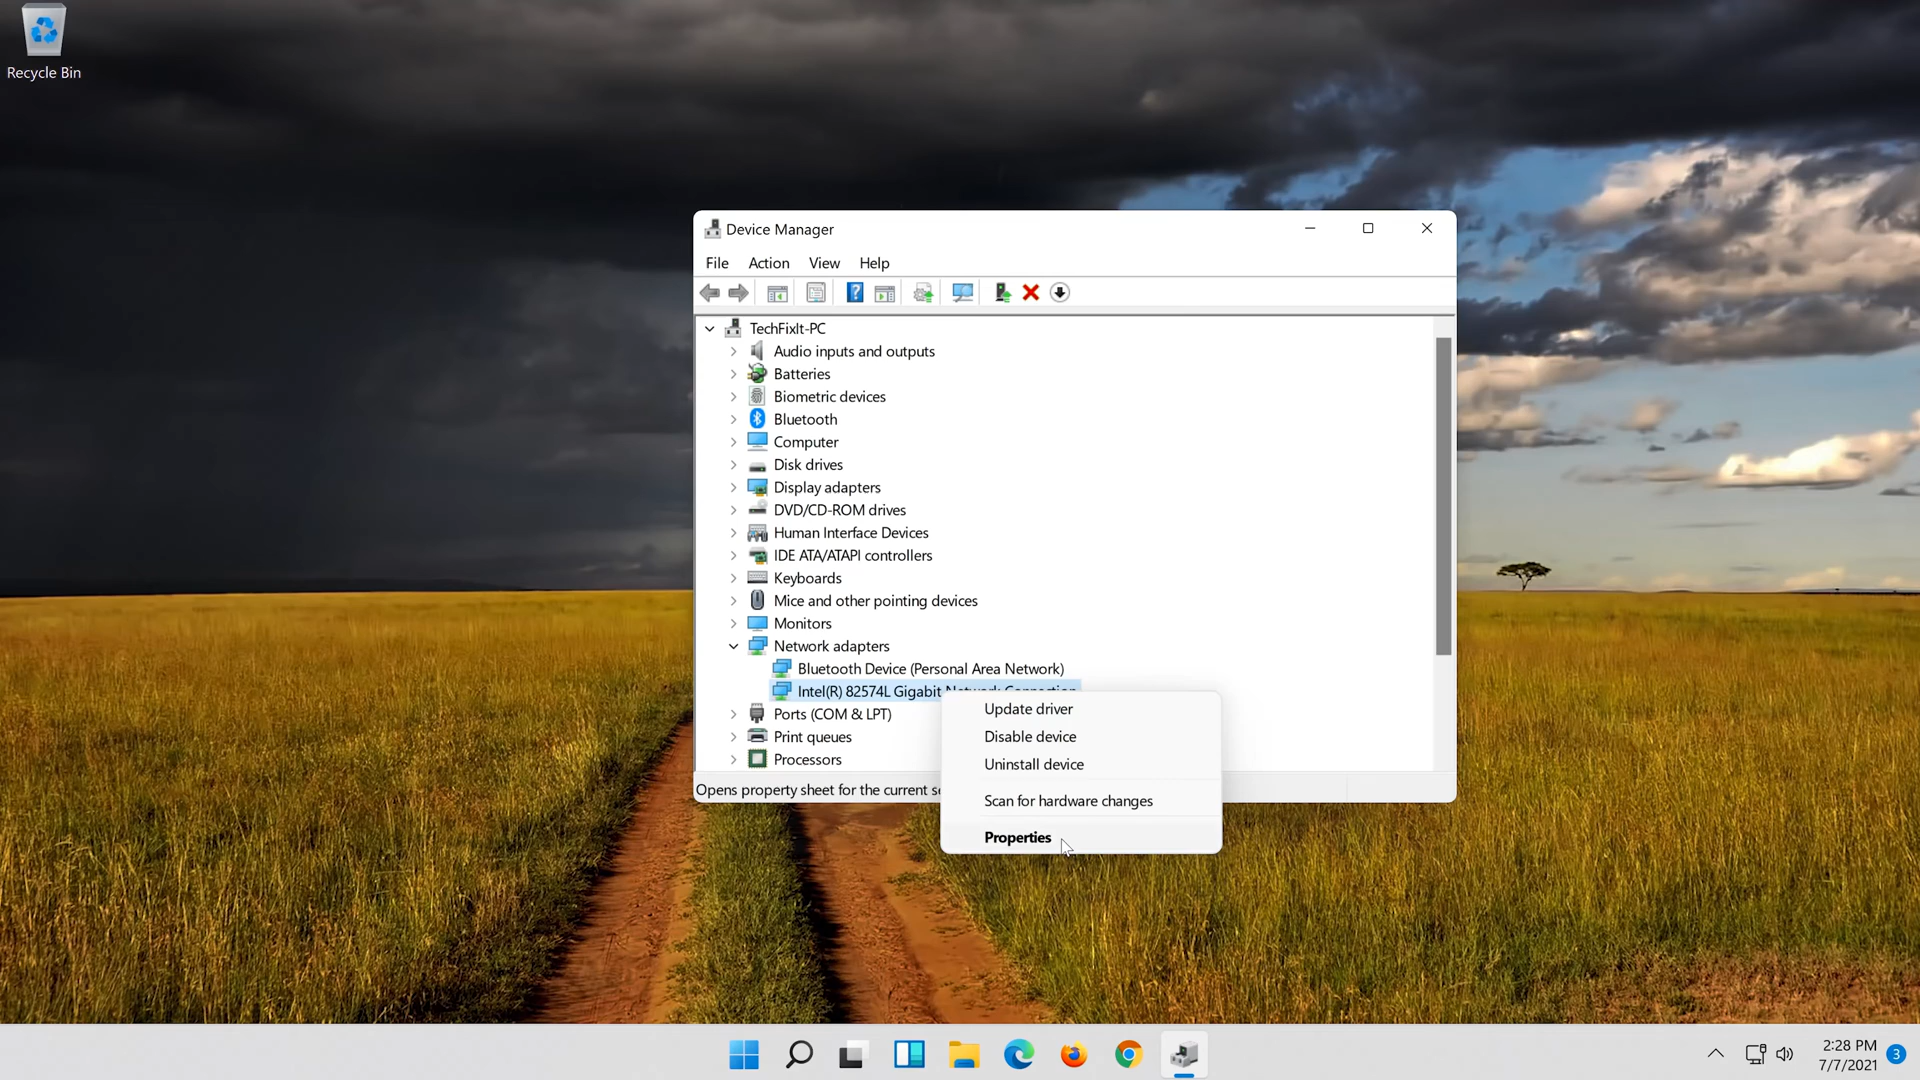 Recycle Bin
Device Manager
File Action View Help
TechFixIt-PC
Audio inputs and outputs
Batteries
Biometric devices
Bluetooth
Computer
Disk drives
Display adapters
DVD/CD-ROM drives
Human Interface Devices
IDE ATA/ATAPI controllers
Keyboards
Mice and other pointing devices
Monitors
Network adapters
Bluetooth Device (Personal Area Network)
Intel(R) 82574L Gigabit Network Connection
Ports (COM & LPT)
Print queues
Processors
Opens property sheet for the current
Update driver
Disable device
Uninstall device
Scan for hardware changes
Properties
2:28 PM
7/7/2021
3